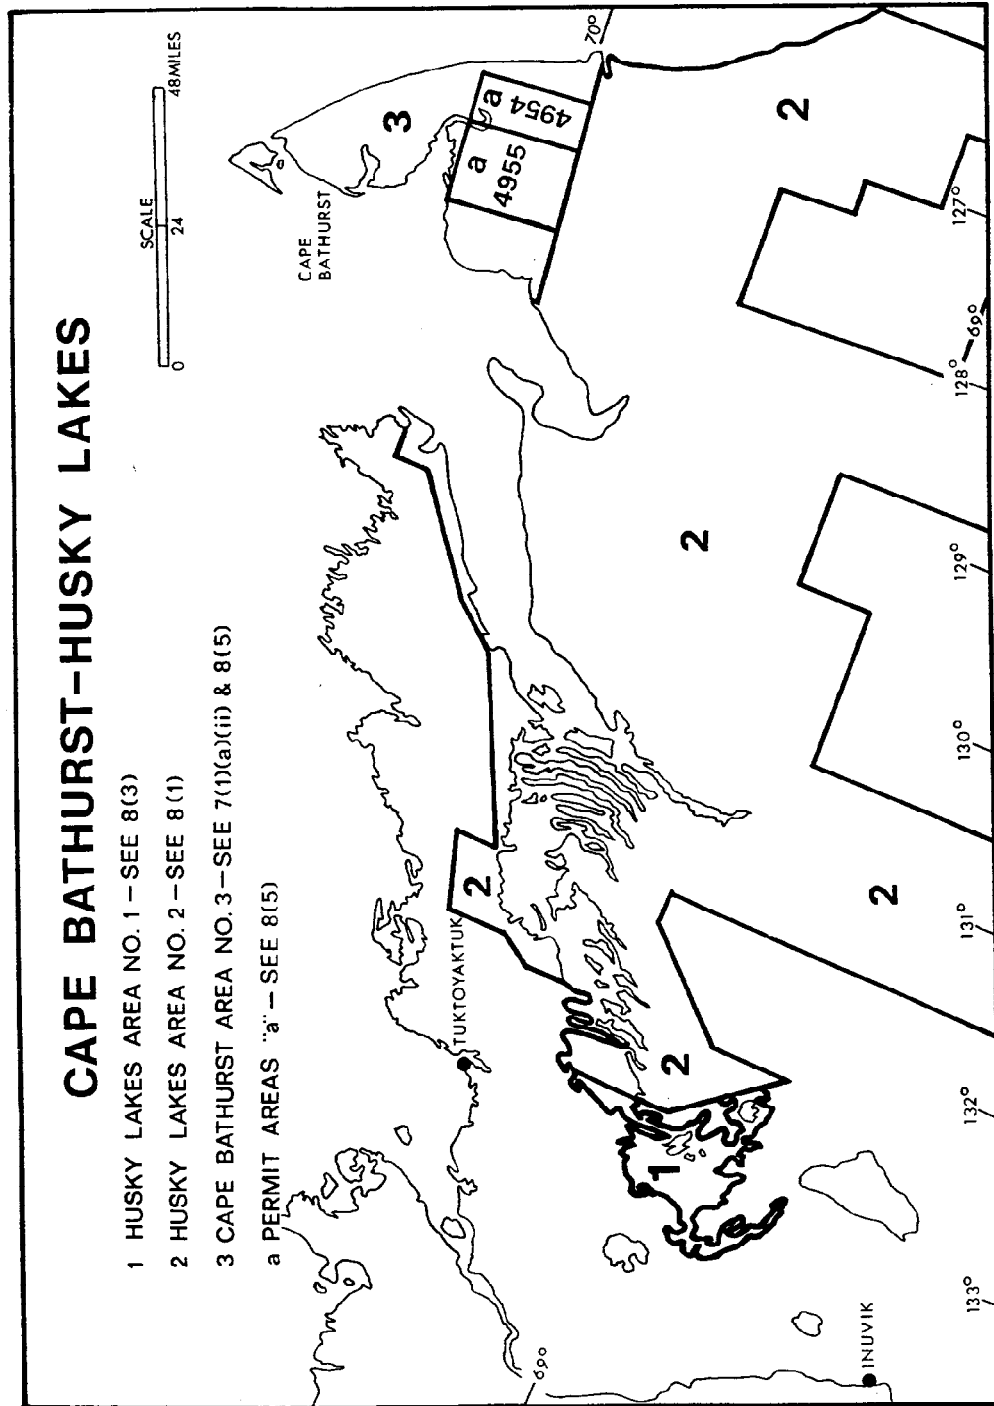 CAPE BATHURST–HUSKY LAKES
1 HUSKY LAKES AREA NO. 1 – SEE 8(3)
2 HUSKY LAKES AREA NO. 2 – SEE 8(1)
3 CAPE BATHURST AREA NO. 3 – SEE 7(1)(a)(ii) & 8(5)
a PERMIT AREAS "a" – SEE 8(5)
SCALE
0 24 48 MILES
CAPE
BATHURST
3
a
4955
a
4954
70°
TUKTOYAKTUK
2
2
2
2
2
1
69°
INUVIK
133°
132°
131°
130°
129°
128°
69°
127°